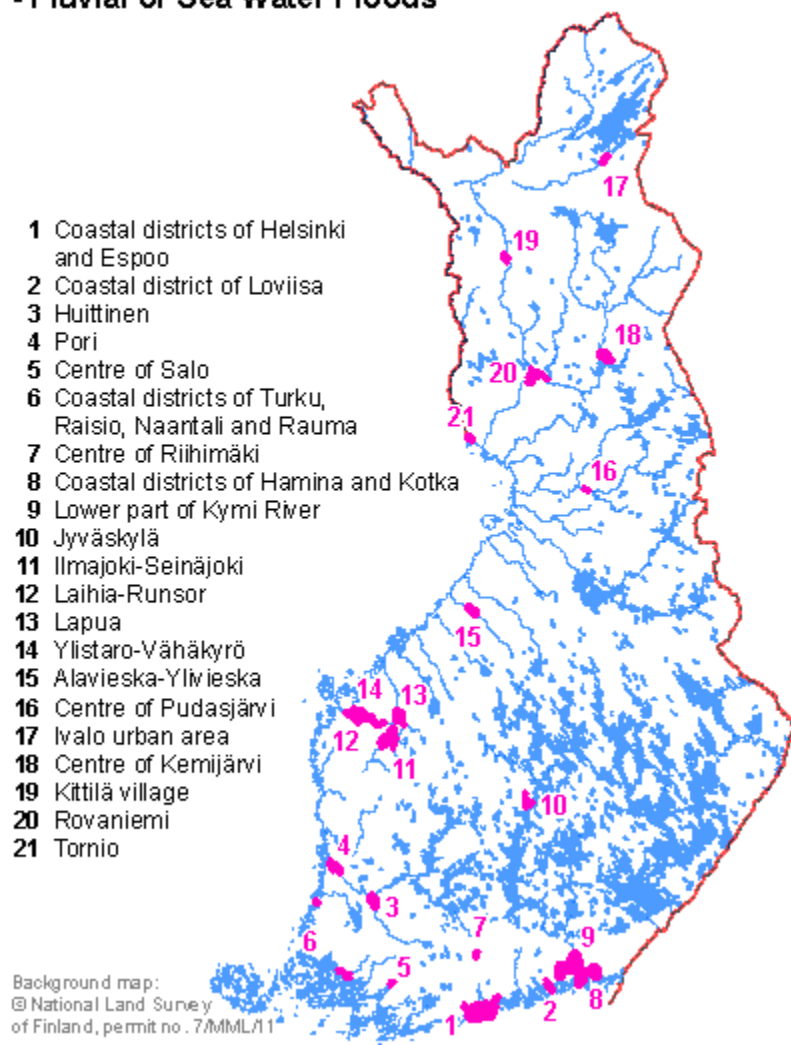 - Fluvial or Sea Water Floods
1 Coastal districts of Helsinki
and Espoo
2 Coastal district of Loviisa
3 Huittinen
4 Pori
5 Centre of Salo
6 Coastal districts of Turku,
Raisio, Naantali and Rauma
7 Centre of Riihimäki
8 Coastal districts of Hamina and Kotka
9 Lower part of Kymi River
10 Jyväskylä
11 Ilmajoki-Seinäjoki
12 Laihia-Runsor
13 Lapua
14 Ylistaro-Vähäkyrö
15 Alavieska-Ylivieska
16 Centre of Pudasjärvi
17 Ivalo urban area
18 Centre of Kemijärvi
19 Kittilä village
20 Rovaniemi
21 Tornio
17
19
18
20
21
16
15
14
13
12
11
10
4
3
6
7
9
5
2
8
1
Background map:
© National Land Survey
of Finland, permit no. 7/MML/11